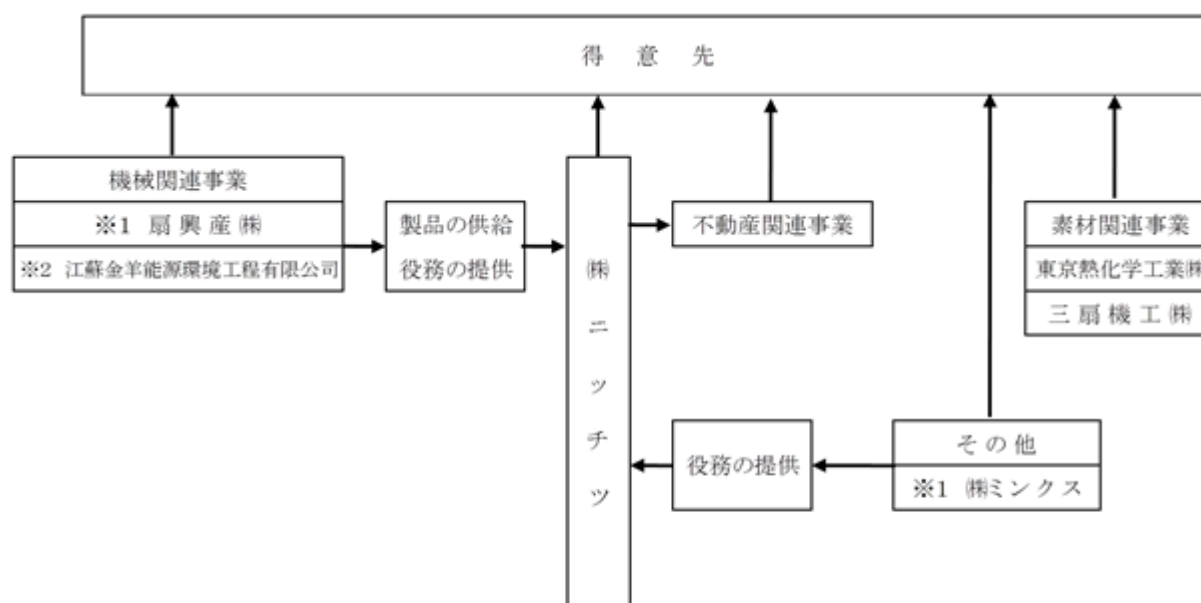 得意先
機械関連事業
※1 扇興産㈱
※2 江蘇金羊能源環境工程有限公司
製品の供給
役務の提供
㈱ニッチツ
不動産関連事業
素材関連事業
東京熱化学工業㈱
三扇機工㈱
役務の提供
その他
※1 ㈱ミンクス